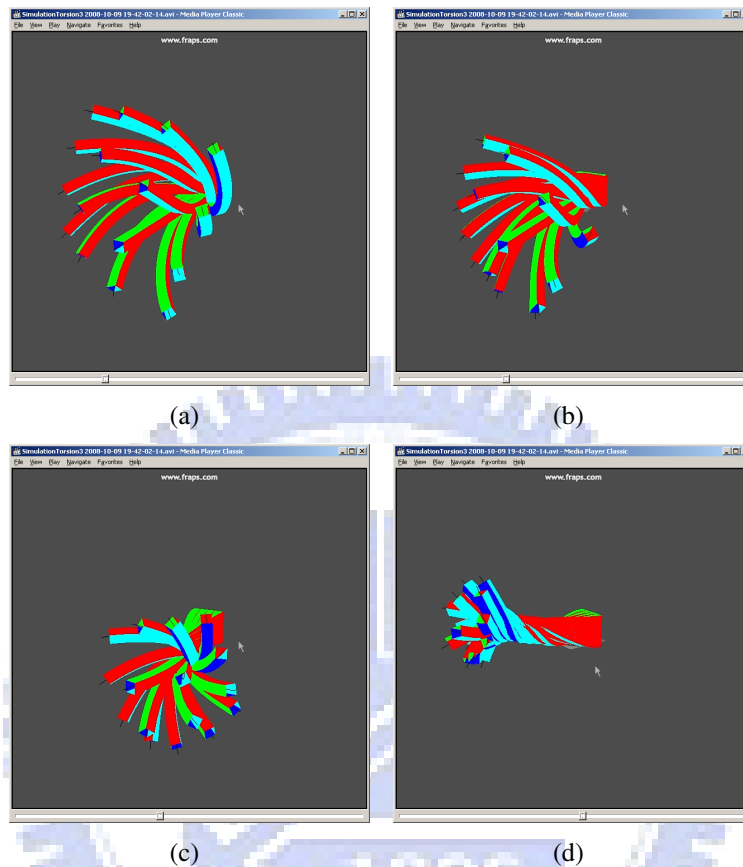 SimulationTorsion3 2008-10-09 19-42-02-14.avi - Media Player Classic
File View Play Navigate Favorites Help
www.fraps.com
SimulationTorsion3 2008-10-09 19-42-02-14.avi - Media Player Classic
File View Play Navigate Favorites Help
www.fraps.com
(a)
(b)
SimulationTorsion3 2008-10-09 19-42-02-14.avi - Media Player Classic
File View Play Navigate Favorites Help
www.fraps.com
SimulationTorsion3 2008-10-09 19-42-02-14.avi - Media Player Classic
File View Play Navigate Favorites Help
www.fraps.com
(c)
(d)